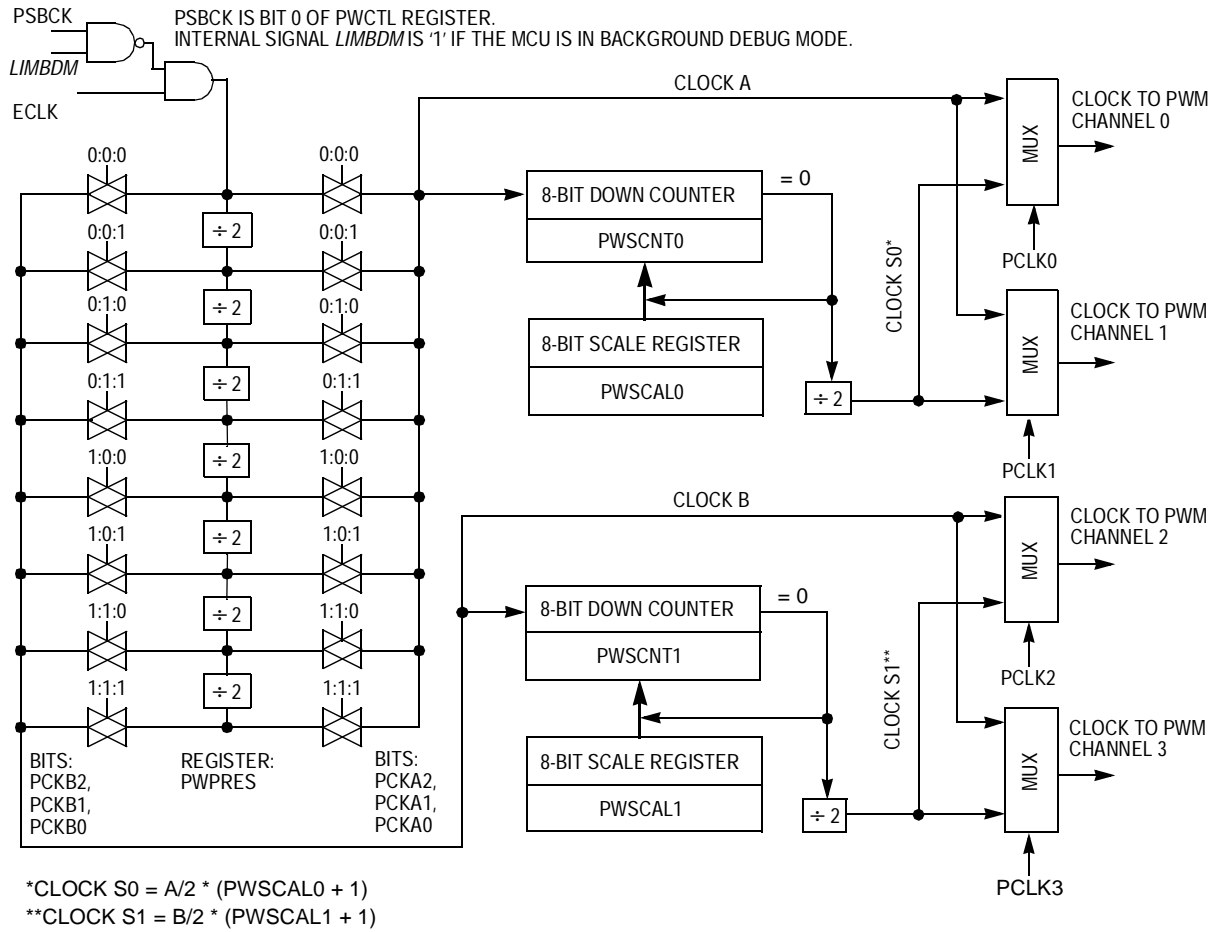 PSBCK
PSBCK IS BIT 0 OF PWCTL REGISTER.
INTERNAL SIGNAL LIMBDM IS '1' IF THE MCU IS IN BACKGROUND DEBUG MODE.
LIMBDM
ECLK
CLOCK A
CLOCK TO PWM
CHANNEL 0
MUX
PCLK0
0:0:0
0:0:0
÷ 2
8-BIT DOWN COUNTER
= 0
PWSCNT0
0:0:1
0:0:1
÷ 2
CLOCK S0*
0:1:0
0:1:0
÷ 2
8-BIT SCALE REGISTER
PWSCAL0
÷ 2
CLOCK TO PWM
CHANNEL 1
MUX
PCLK1
0:1:1
0:1:1
÷ 2
1:0:0
1:0:0
÷ 2
CLOCK B
CLOCK TO PWM
CHANNEL 2
MUX
PCLK2
1:0:1
1:0:1
÷ 2
8-BIT DOWN COUNTER
= 0
PWSCNT1
1:1:0
1:1:0
÷ 2
CLOCK S1**
1:1:1
1:1:1
8-BIT SCALE REGISTER
PWSCAL1
÷ 2
CLOCK TO PWM
CHANNEL 3
MUX
PCLK3
BITS:
PCKB2,
PCKB1,
PCKB0
REGISTER:
PWPRES
BITS:
PCKA2,
PCKA1,
PCKA0
*CLOCK S0 = A/2 * (PWSCAL0 + 1)
**CLOCK S1 = B/2 * (PWSCAL1 + 1)